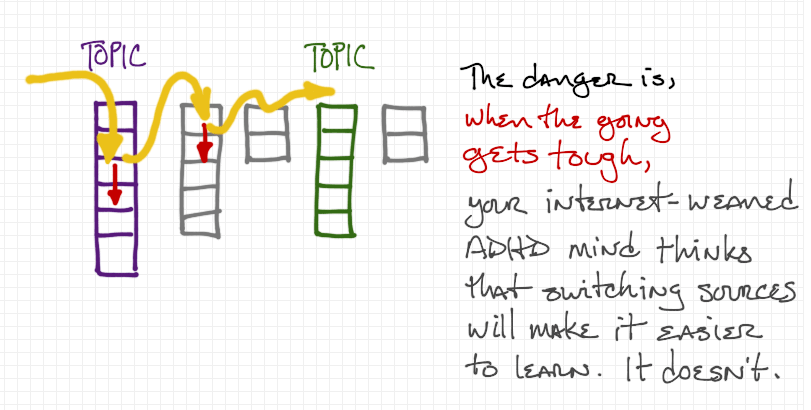 TOPIC
TOPIC
The danger is,
when the going
gets tough,
your internet-weaned
ADHD mind thinks
that switching sources
will make it easier
to learn. It doesn't.